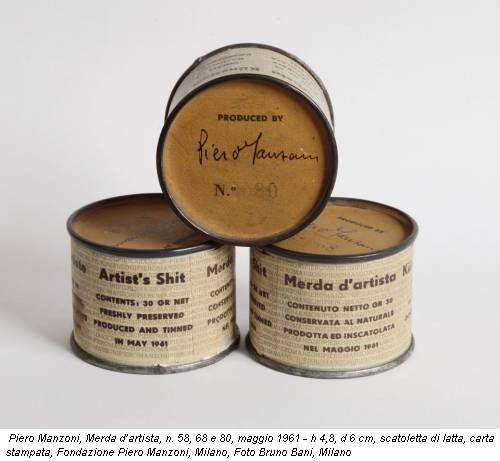 PRODUCED BY
Piero Manzoni
N.º 80
Artist's Shit
CONTENTS: 30 GR NET
FRESHLY PRESERVED
PRODUCED AND TINNED
IN MAY 1961
Merda d'artista
CONTENUTO NETTO GR 30
CONSERVATA AL NATURALE
PRODOTTA ED INSCATOLATA
NEL MAGGIO 1961
Piero Manzoni, Merda d'artista, n. 58, 68 e 80, maggio 1961 - h 4,8, d 6 cm, scatoletta di latta, carta
stampata, Fondazione Piero Manzoni, Milano, Foto Bruno Bani, Milano